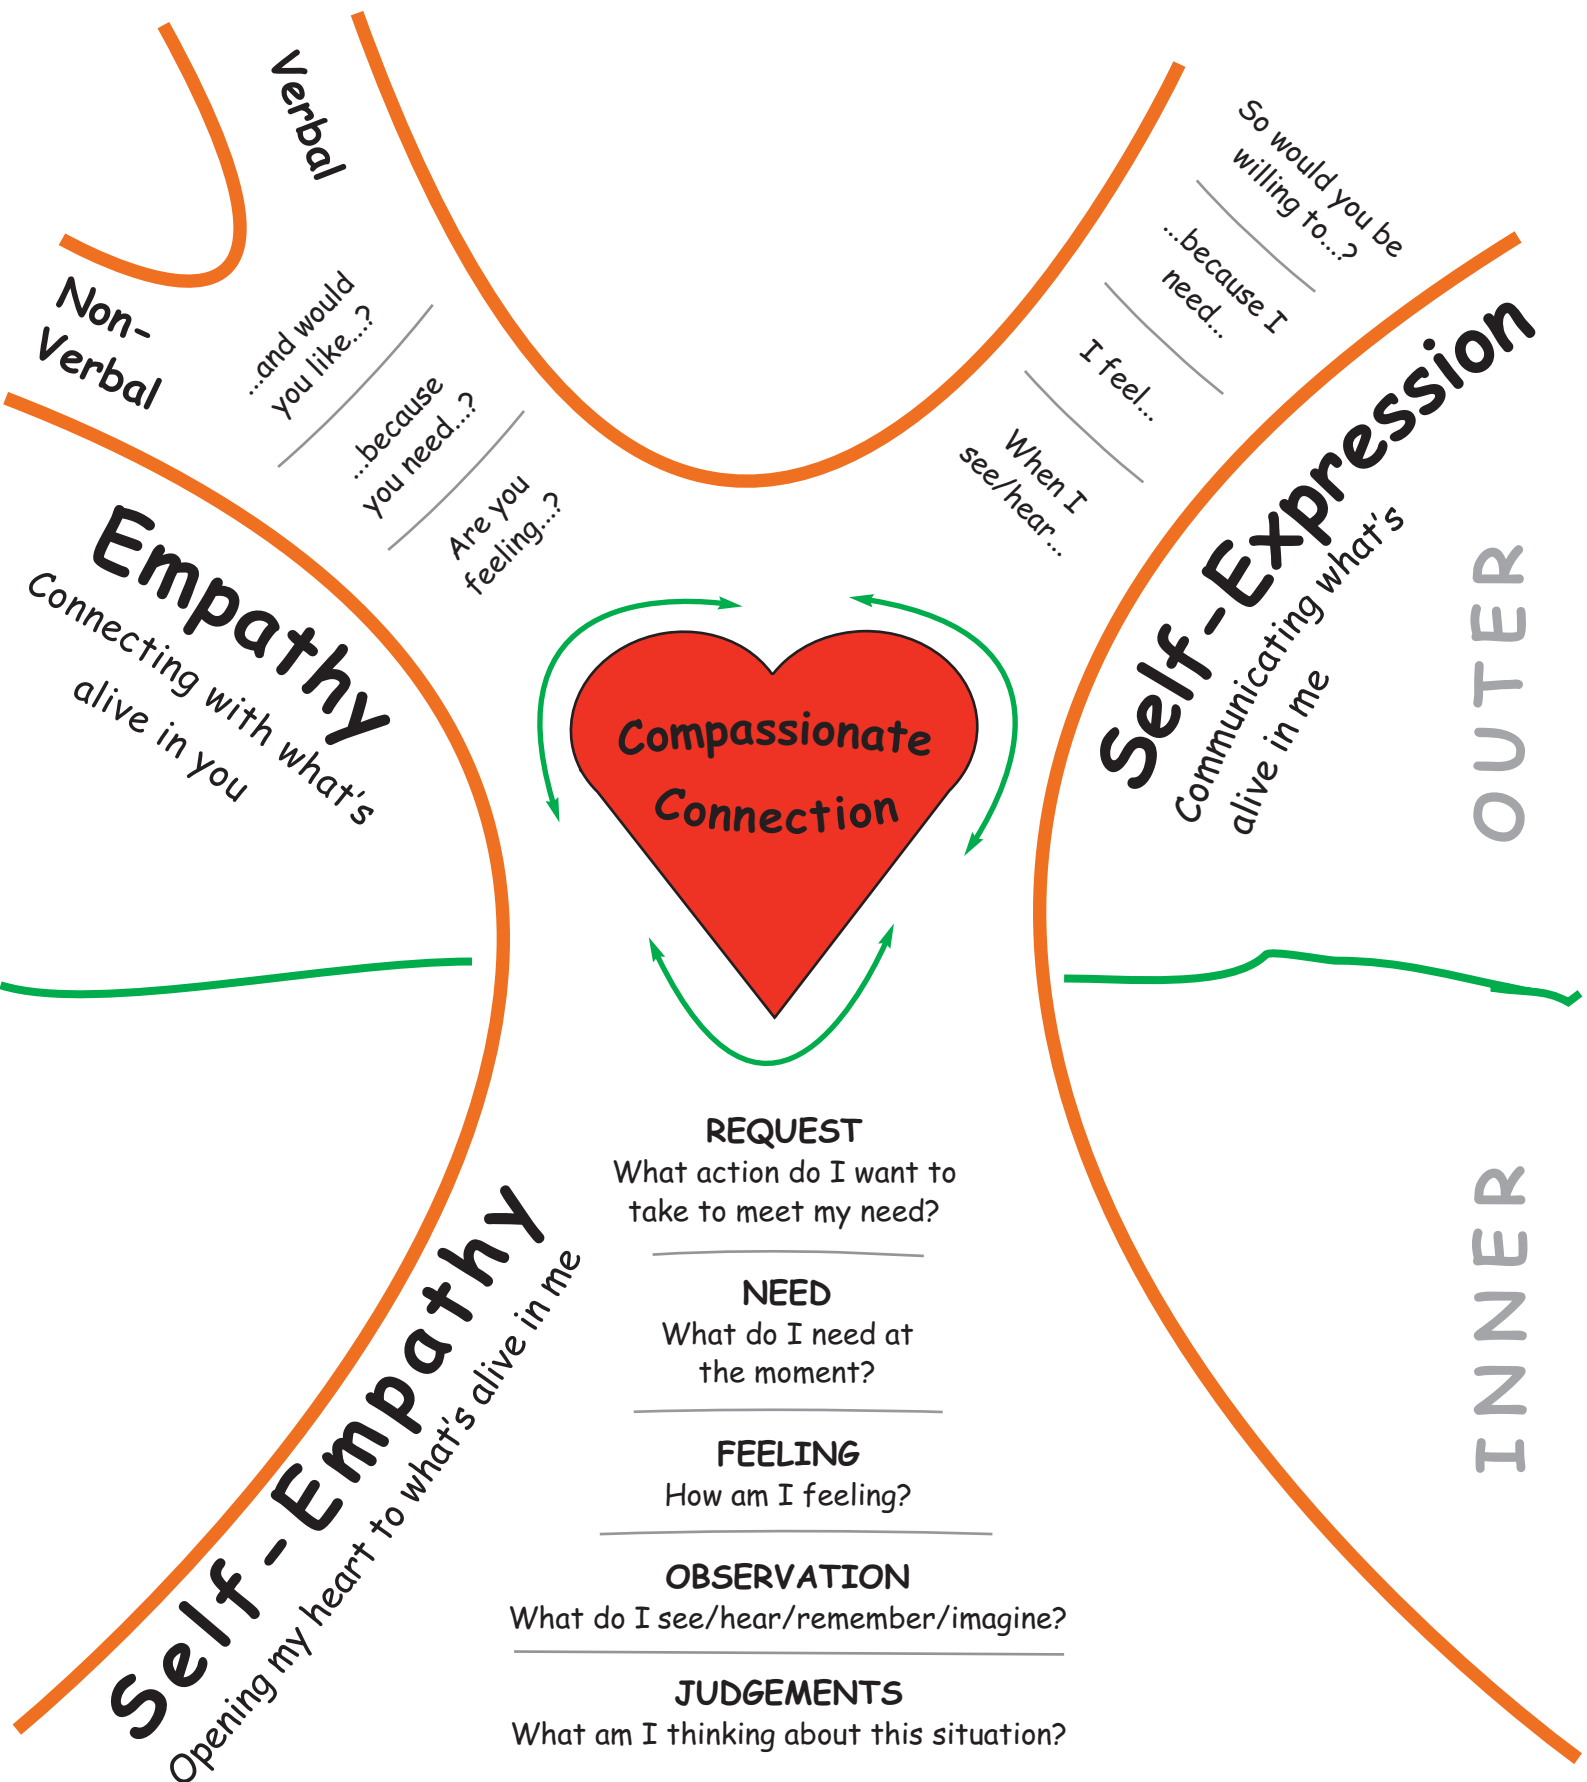 Verbal
Non-
Verbal
...and would
you like...?
...because
you need...?
Are you
feeling...?
Empathy
Connecting with what's
alive in you
So would you be
willing to...?
...because I
need...
I feel...
When I
see/hear...
Self-Expression
Communicating what's
alive in me
OUTER
Compassionate
Connection
INNER
Self-Empathy
Opening my heart to what's alive in me
REQUEST
What action do I want to
take to meet my need?
NEED
What do I need at
the moment?
FEELING
How am I feeling?
OBSERVATION
What do I see/hear/remember/imagine?
JUDGEMENTS
What am I thinking about this situation?